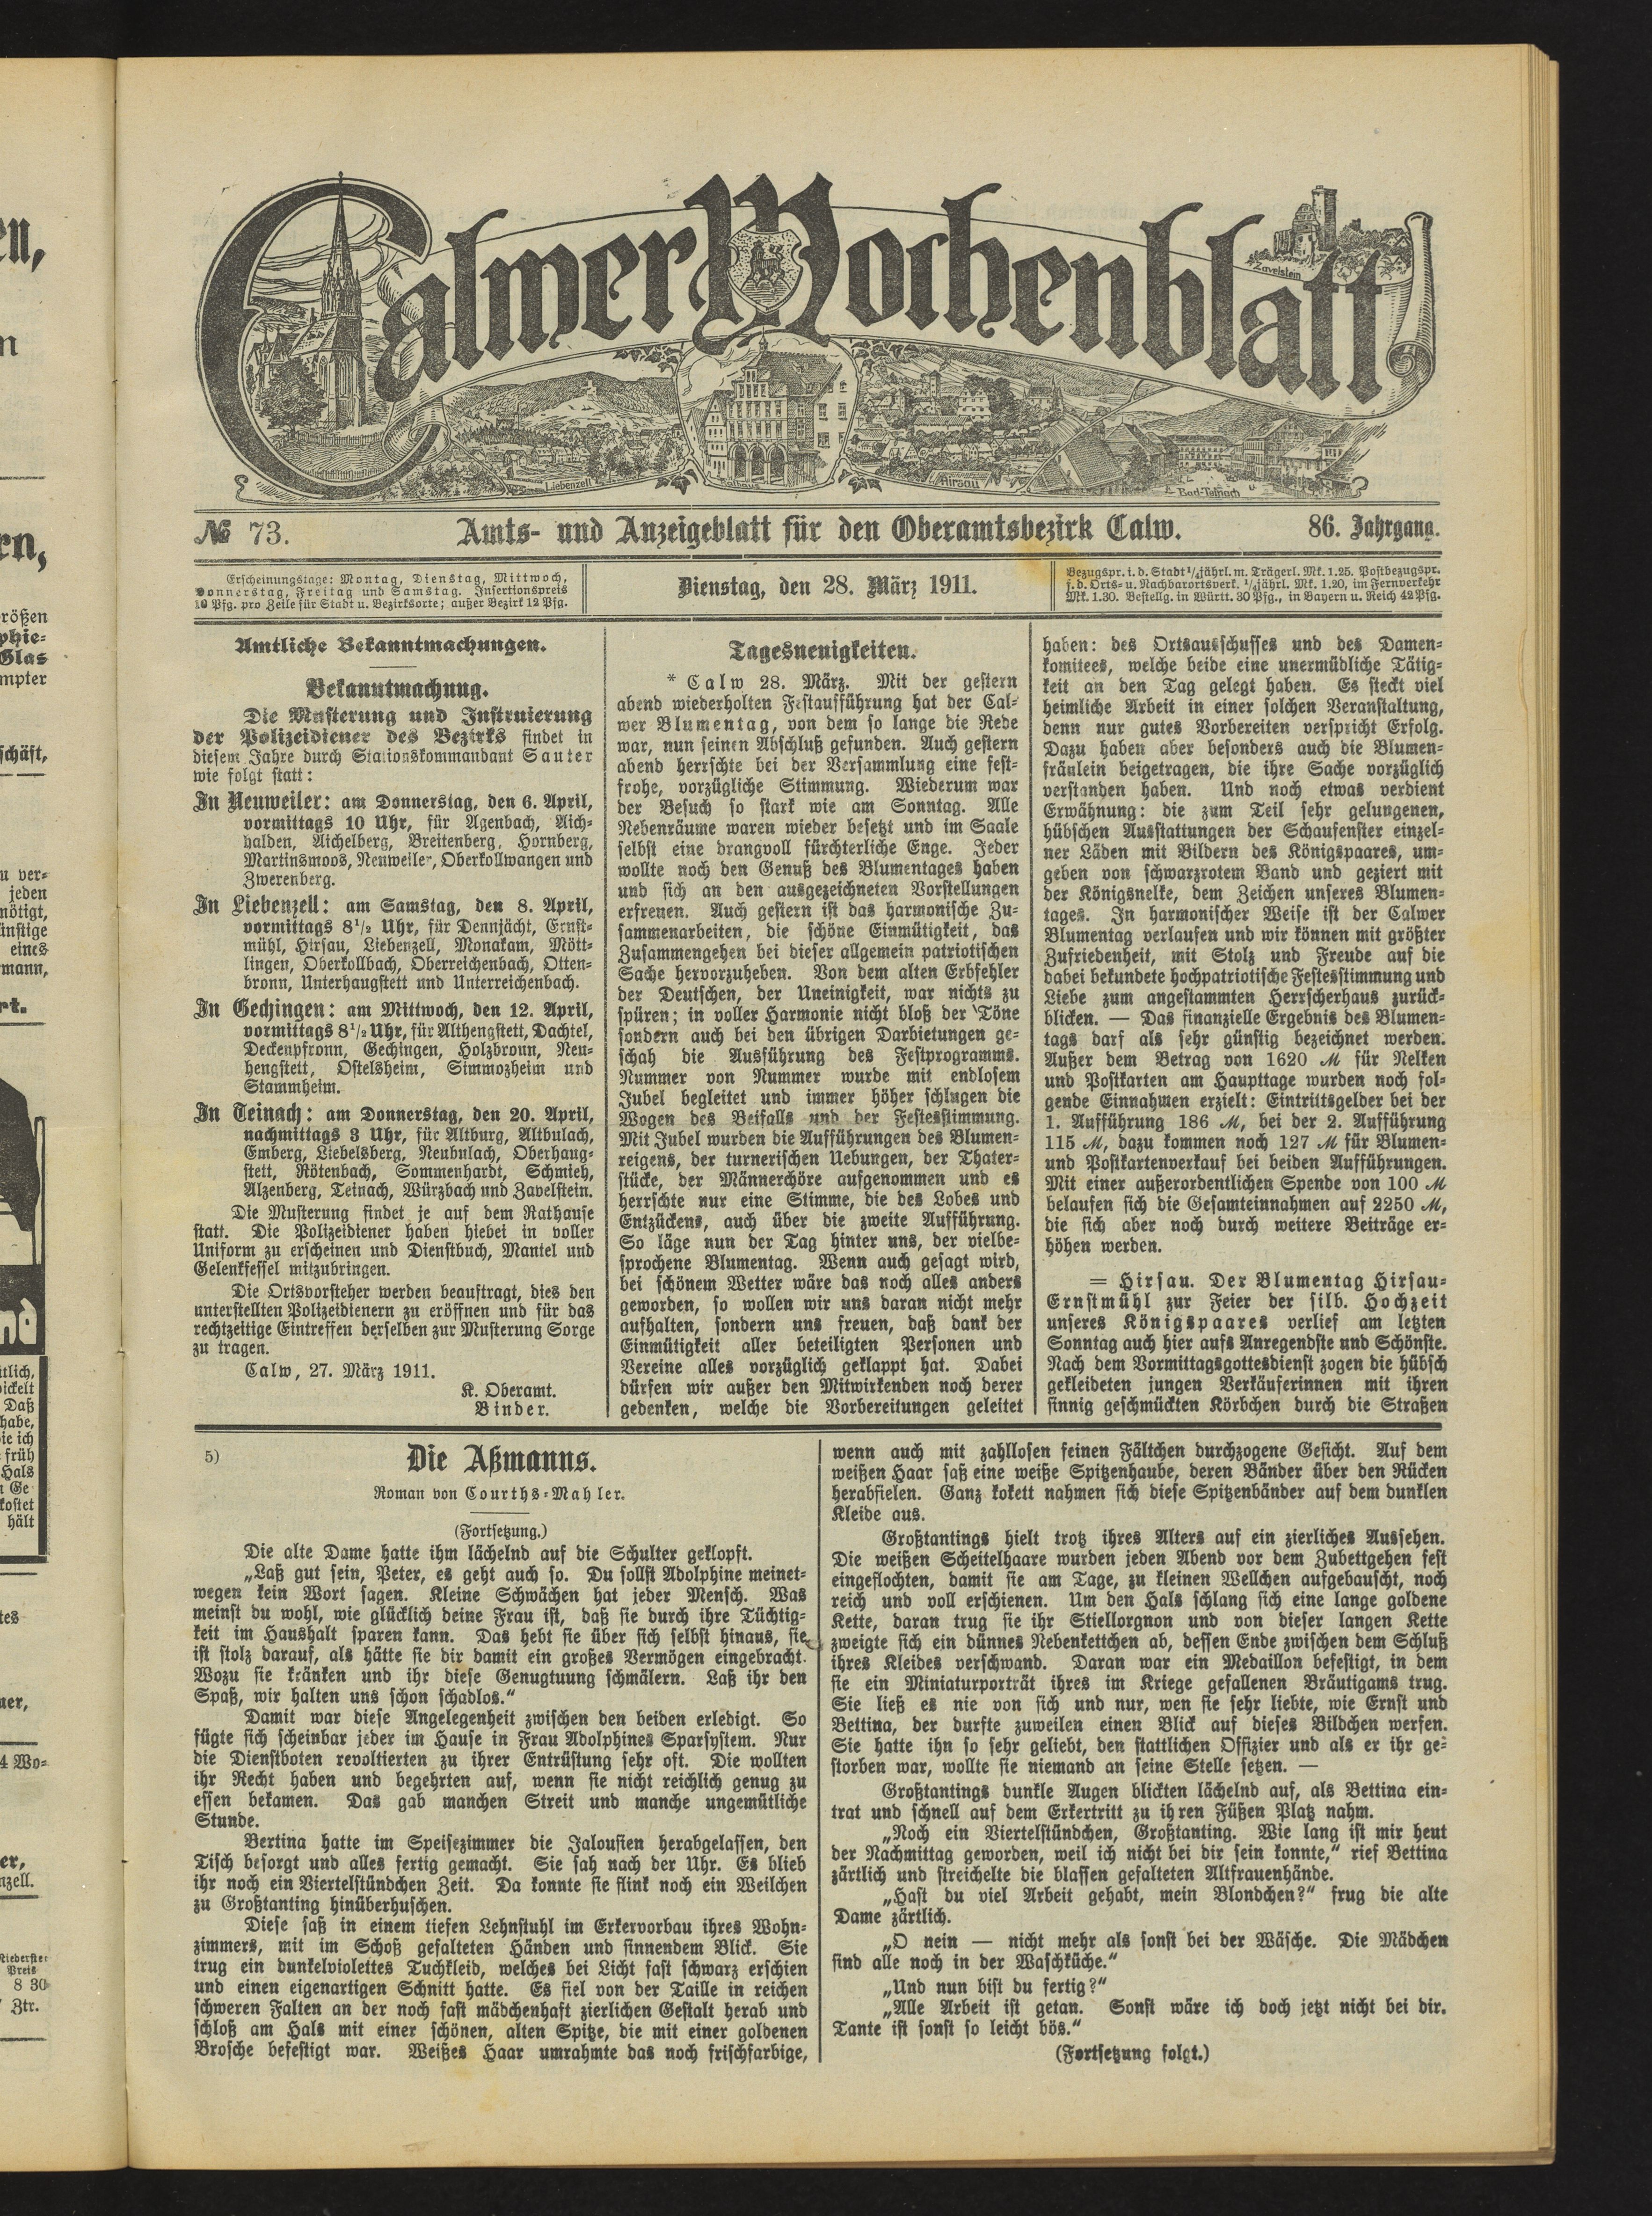 Calwer Wochenblatt
Zavelstein
Liebenzell
Rathaus
Hirsau
Bad-Teinach
№ 73.
Amts- und Anzeigeblatt für den Oberamtsbezirk Calw.
86. Jahrgang.
Erscheinungstage: Montag, Dienstag, Mittwoch,
Donnerstag, Freitag und Samstag. Insertionspreis
10 Pfg. pro Zeile für Stadt u. Bezirksorte; außer Bezirk 12 Pfg.
Dienstag, den 28. März 1911.
Bezugspr. i. d. Stadt ¹/₄jährl. m. Trägerl. Mk. 1.25. Postbezugspr.
f. d. Orts- u. Nachbarortsverk. ¹/₄jährl. Mk. 1.20, im Fernverkehr
Mk. 1.30. Bestellg. in Württ. 30 Pfg., in Bayern u. Reich 42 Pfg.
Amtliche Bekanntmachungen.
Bekanntmachung.
Die Musterung und Instruierung
der Polizeidiener des Bezirks findet in
diesem Jahre durch Stationskommandant Sauter
wie folgt statt:
In Neuweiler: am Donnerstag, den 6. April,
vormittags 10 Uhr, für Agenbach, Aich-
halden, Aichelberg, Breitenberg, Hornberg,
Martinsmoos, Neuweiler, Oberkollwangen und
Zwerenberg.
In Liebenzell: am Samstag, den 8. April,
vormittags 8¹/₂ Uhr, für Dennjächt, Ernst-
mühl, Hirsau, Liebenzell, Monakam, Mött-
lingen, Oberkollbach, Oberreichenbach, Otten-
bronn, Unterhaugstett und Unterreichenbach.
In Gechingen: am Mittwoch, den 12. April,
vormittags 8¹/₂ Uhr, für Althengstett, Dachtel,
Deckenpfronn, Gechingen, Holzbronn, Neu-
hengstett, Ostelsheim, Simmozheim und
Stammheim.
In Teinach: am Donnerstag, den 20. April,
nachmittags 3 Uhr, für Altburg, Altbulach,
Emberg, Liebelsberg, Neubulach, Oberhaug-
stett, Rötenbach, Sommenhardt, Schmieh,
Alzenberg, Teinach, Würzbach und Zavelstein.
Die Musterung findet je auf dem Rathause
statt. Die Polizeidiener haben hiebei in voller
Uniform zu erscheinen und Dienstbuch, Mantel und
Gelenkfessel mitzubringen.
Die Ortsvorsteher werden beauftragt, dies den
unterstellten Polizeidienern zu eröffnen und für das
rechtzeitige Eintreffen derselben zur Musterung Sorge
zu tragen.
Calw, 27. März 1911.
K. Oberamt.
Binder.
Tagesneuigkeiten.
* Calw 28. März. Mit der gestern
abend wiederholten Festaufführung hat der Cal-
wer Blumentag, von dem so lange die Rede
war, nun seinen Abschluß gefunden. Auch gestern
abend herrschte bei der Versammlung eine fest-
frohe, vorzügliche Stimmung. Wiederum war
der Besuch so stark wie am Sonntag. Alle
Nebenräume waren wieder besetzt und im Saale
selbst eine drangvoll fürchterliche Enge. Jeder
wollte noch den Genuß des Blumentages haben
und sich an den ausgezeichneten Vorstellungen
erfreuen. Auch gestern ist das harmonische Zu-
sammenarbeiten, die schöne Einmütigkeit, das
Zusammengehen bei dieser allgemein patriotischen
Sache hervorzuheben. Von dem alten Erbfehler
der Deutschen, der Uneinigkeit, war nichts zu
spüren; in voller Harmonie nicht bloß der Töne
sondern auch bei den übrigen Darbietungen ge-
schah die Ausführung des Festprogramms.
Nummer von Nummer wurde mit endlosem
Jubel begleitet und immer höher schlugen die
Wogen des Beifalls und der Festesstimmung.
Mit Jubel wurden die Aufführungen des Blumen-
reigens, der turnerischen Uebungen, der Thater-
stücke, der Männerchöre aufgenommen und es
herrschte nur eine Stimme, die des Lobes und
Entzückens, auch über die zweite Aufführung.
So läge nun der Tag hinter uns, der vielbe-
sprochene Blumentag. Wenn auch gesagt wird,
bei schönem Wetter wäre das noch alles anders
geworden, so wollen wir uns daran nicht mehr
aufhalten, sondern uns freuen, daß dank der
Einmütigkeit aller beteiligten Personen und
Vereine alles vorzüglich geklappt hat. Dabei
dürfen wir außer den Mitwirkenden noch derer
gedenken, welche die Vorbereitungen geleitet
haben: des Ortsausschusses und des Damen-
komitees, welche beide eine unermüdliche Tätig-
keit an den Tag gelegt haben. Es steckt viel
heimliche Arbeit in einer solchen Veranstaltung,
denn nur gutes Vorbereiten verspricht Erfolg.
Dazu haben aber besonders auch die Blumen-
fräulein beigetragen, die ihre Sache vorzüglich
verstanden haben. Und noch etwas verdient
Erwähnung: die zum Teil sehr gelungenen,
hübschen Ausstattungen der Schaufenster einzel-
ner Läden mit Bildern des Königspaares, um-
geben von schwarzrotem Band und geziert mit
der Königsnelke, dem Zeichen unseres Blumen-
tages. In harmonischer Weise ist der Calwer
Blumentag verlaufen und wir können mit größter
Zufriedenheit, mit Stolz und Freude auf die
dabei bekundete hochpatriotische Festesstimmung und
Liebe zum angestammten Herrscherhaus zurück-
blicken. — Das finanzielle Ergebnis des Blumen-
tags darf als sehr günstig bezeichnet werden.
Außer dem Betrag von 1620 ℳ für Nelken
und Postkarten am Haupttage wurden noch fol-
gende Einnahmen erzielt: Eintrittsgelder bei der
1. Aufführung 186 ℳ, bei der 2. Aufführung
115 ℳ, dazu kommen noch 127 ℳ für Blumen-
und Postkartenverkauf bei beiden Aufführungen.
Mit einer außerordentlichen Spende von 100 ℳ
belaufen sich die Gesamteinnahmen auf 2250 ℳ,
die sich aber noch durch weitere Beiträge er-
höhen werden.
= Hirsau. Der Blumentag Hirsau-
Ernstmühl zur Feier der silb. Hochzeit
unseres Königspaares verlief am letzten
Sonntag auch hier aufs Anregendste und Schönste.
Nach dem Vormittagsgottesdienst zogen die hübsch
gekleideten jungen Verkäuferinnen mit ihren
sinnig geschmückten Körbchen durch die Straßen
5)
Die Aßmanns.
Roman von Courths-Mahler.
(Fortsetzung.)
Die alte Dame hatte ihm lächelnd auf die Schulter geklopft.
„Laß gut sein, Peter, es geht auch so. Du sollst Adolphine meinet-
wegen kein Wort sagen. Kleine Schwächen hat jeder Mensch. Was
meinst du wohl, wie glücklich deine Frau ist, daß sie durch ihre Tüchtig-
keit im Haushalt sparen kann. Das hebt sie über sich selbst hinaus, sie
ist stolz darauf, als hätte sie dir damit ein großes Vermögen eingebracht.
Wozu sie kränken und ihr diese Genugtuung schmälern. Laß ihr den
Spaß, wir halten uns schon schadlos.“
Damit war diese Angelegenheit zwischen den beiden erledigt. So
fügte sich scheinbar jeder im Hause in Frau Adolphines Sparsystem. Nur
die Dienstboten revoltierten zu ihrer Entrüstung sehr oft. Die wollten
ihr Recht haben und begehrten auf, wenn sie nicht reichlich genug zu
essen bekamen. Das gab manchen Streit und manche ungemütliche
Stunde.
Bertina hatte im Speisezimmer die Jalousien herabgelassen, den
Tisch besorgt und alles fertig gemacht. Sie sah nach der Uhr. Es blieb
ihr noch ein Viertelstündchen Zeit. Da konnte sie flink noch ein Weilchen
zu Großtanting hinüberhuschen.
Diese saß in einem tiefen Lehnstuhl im Erkervorbau ihres Wohn-
zimmers, mit im Schoß gefalteten Händen und sinnendem Blick. Sie
trug ein dunkelviolettes Tuchkleid, welches bei Licht fast schwarz erschien
und einen eigenartigen Schnitt hatte. Es fiel von der Taille in reichen
schweren Falten an der noch fast mädchenhaft zierlichen Gestalt herab und
schloß am Hals mit einer schönen, alten Spitze, die mit einer goldenen
Brosche befestigt war. Weißes Haar umrahmte das noch frischfarbige,
wenn auch mit zahllosen feinen Fältchen durchzogene Gesicht. Auf dem
weißen Haar saß eine weiße Spitzenhaube, deren Bänder über den Rücken
herabfielen. Ganz kokett nahmen sich diese Spitzenbänder auf dem dunklen
Kleide aus.
Großtantings hielt trotz ihres Alters auf ein zierliches Aussehen.
Die weißen Scheitelhaare wurden jeden Abend vor dem Zubettgehen fest
eingeflochten, damit sie am Tage, zu kleinen Wellchen aufgebauscht, noch
reich und voll erschienen. Um den Hals schlang sich eine lange goldene
Kette, daran trug sie ihr Stiellorgnon und von dieser langen Kette
zweigte sich ein dünnes Nebenkettchen ab, dessen Ende zwischen dem Schluß
ihres Kleides verschwand. Daran war ein Medaillon befestigt, in dem
sie ein Miniaturporträt ihres im Kriege gefallenen Bräutigams trug.
Sie ließ es nie von sich und nur, wen sie sehr liebte, wie Ernst und
Bettina, der durfte zuweilen einen Blick auf dieses Bildchen werfen.
Sie hatte ihn so sehr geliebt, den stattlichen Offizier und als er ihr ge-
storben war, wollte sie niemand an seine Stelle setzen. —
Großtantings dunkle Augen blickten lächelnd auf, als Bettina ein-
trat und schnell auf dem Erkertritt zu ihren Füßen Platz nahm.
„Noch ein Viertelstündchen, Großtanting. Wie lang ist mir heut
der Nachmittag geworden, weil ich nicht bei dir sein konnte,“ rief Bettina
zärtlich und streichelte die blassen gefalteten Altfrauenhände.
„Hast du viel Arbeit gehabt, mein Blondchen?“ frug die alte
Dame zärtlich.
„O nein — nicht mehr als sonst bei der Wäsche. Die Mädchen
sind alle noch in der Waschküche.“
„Und nun bist du fertig?“
„Alle Arbeit ist getan. Sonst wäre ich doch jetzt nicht bei dir.
Tante ist sonst so leicht bös.“
(Fortsetzung folgt.)